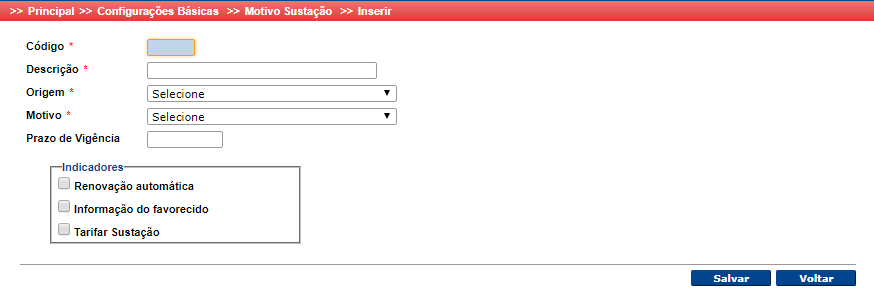 >> Principal >> Configurações Básicas >> Motivo Sustação >> Inserir
Código *
Descrição *
Origem * Selecione
Motivo * Selecione
Prazo de Vigência
Indicadores
Renovação automática
Informação do favorecido
Tarifar Sustação
Salvar Voltar